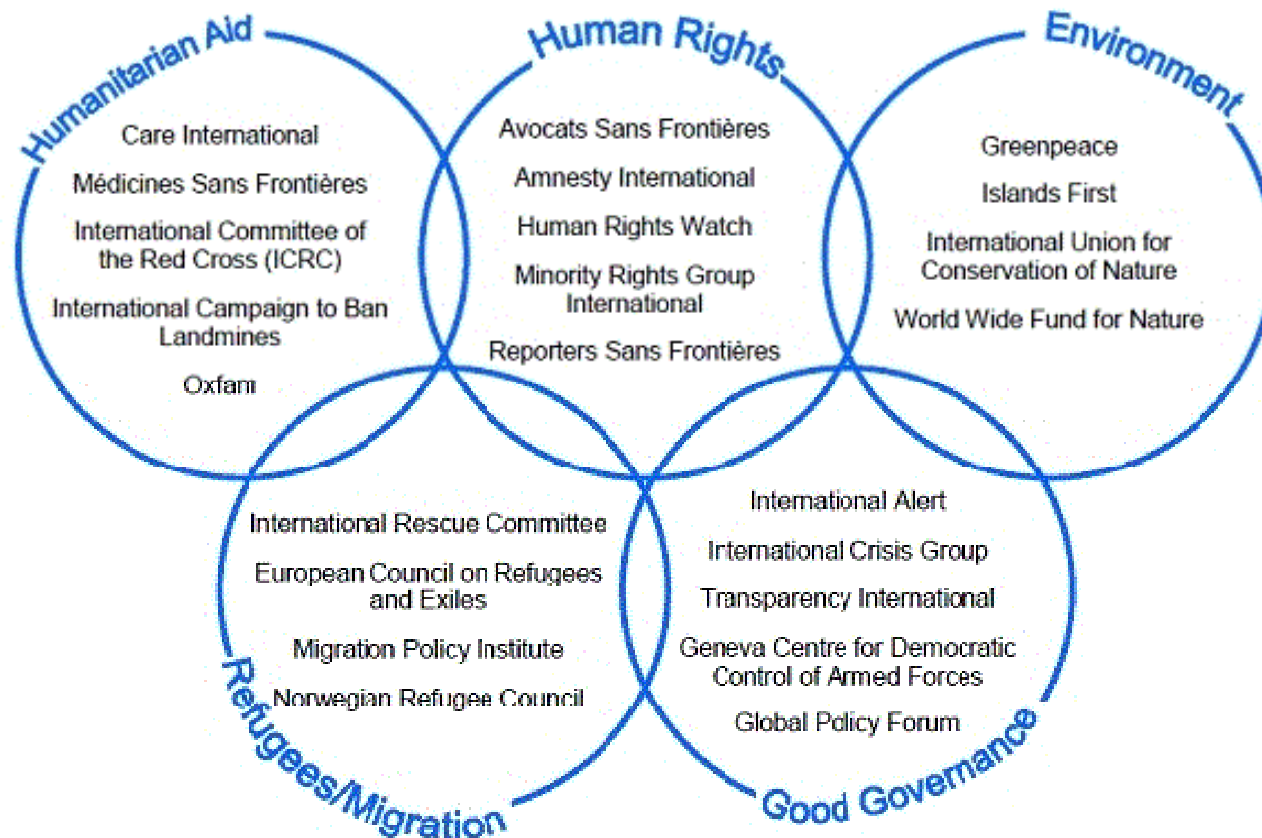 Humanitarian Aid
Care International
Médicines Sans Frontières
International Committee of
the Red Cross (ICRC)
International Campaign to Ban
Landmines
Oxfam
Human Rights
Avocats Sans Frontières
Amnesty International
Human Rights Watch
Minority Rights Group
International
Reporters Sans Frontières
Environment
Greenpeace
Islands First
International Union for
Conservation of Nature
World Wide Fund for Nature
International Rescue Committee
European Council on Refugees
and Exiles
Migration Policy Institute
Norwegian Refugee Council
Refugees/Migration
International Alert
International Crisis Group
Transparency International
Geneva Centre for Democratic
Control of Armed Forces
Global Policy Forum
Good Governance